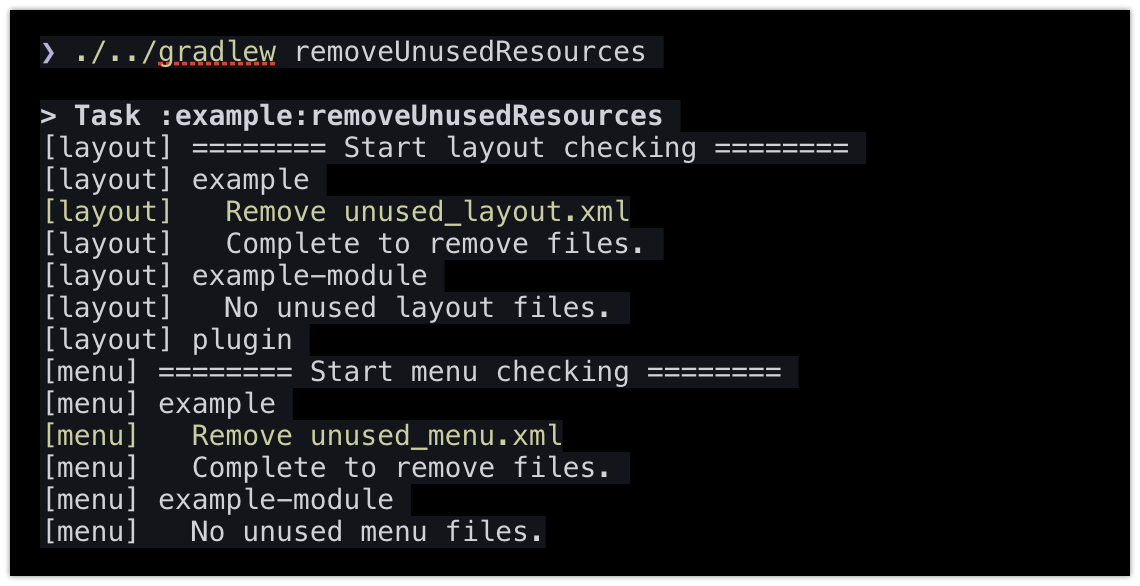 ❯ ./../gradlew removeUnusedResources
> Task :example:removeUnusedResources
[layout] ======== Start layout checking ========
[layout] example
[layout]   Remove unused_layout.xml
[layout]   Complete to remove files.
[layout] example-module
[layout]   No unused layout files.
[layout] plugin
[menu] ======== Start menu checking ========
[menu] example
[menu]   Remove unused_menu.xml
[menu]   Complete to remove files.
[menu] example-module
[menu]   No unused menu files.